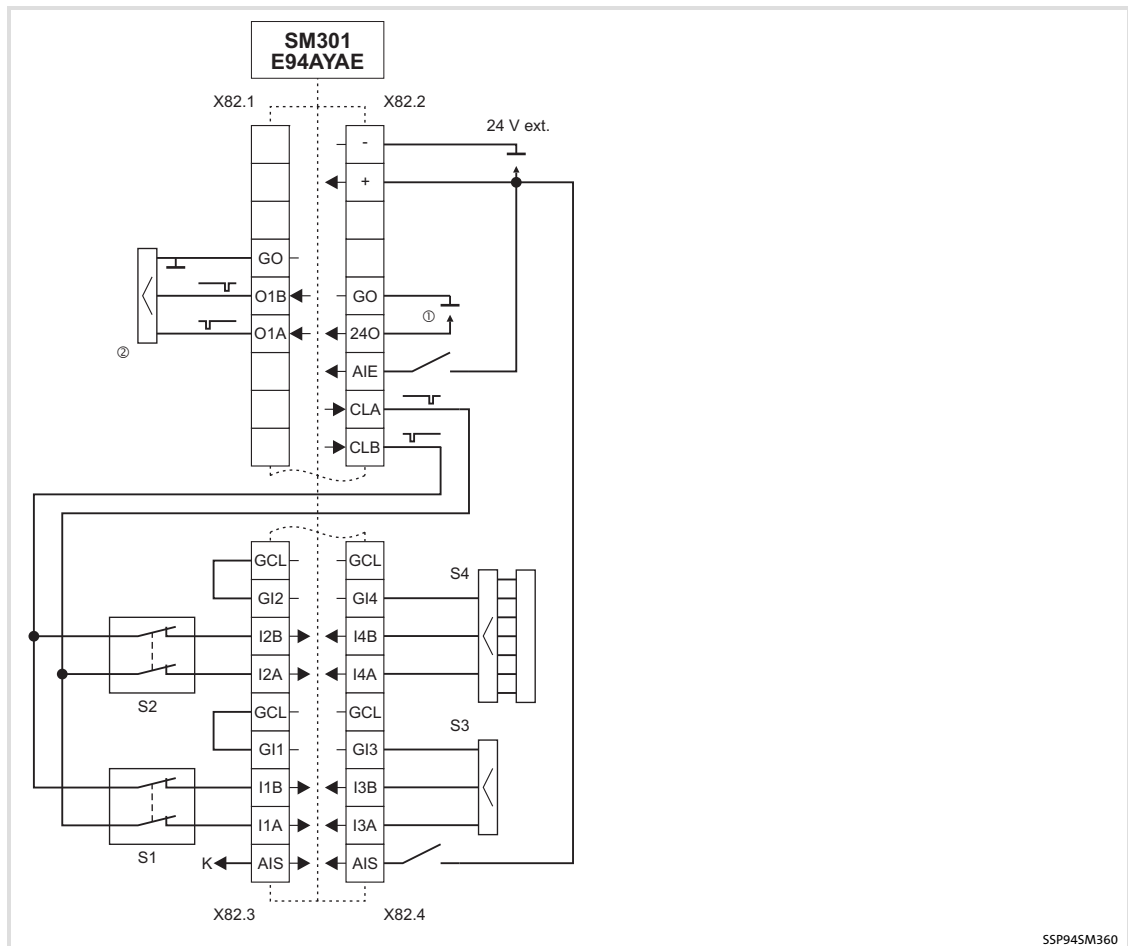 SM301
E94AYAE
X82.1 X82.2
24 V ext.
-
+
GO
O1B GO
①
O1A 24O
②
AIE
CLA
CLB
GCL GCL
S4
GI2 GI4
I2B I4B
I2A I4A
S2
GCL GCL
S3
GI1 GI3
I1B I3B
I1A I3A
S1
K AIS AIS
X82.3 X82.4
SSP94SM360